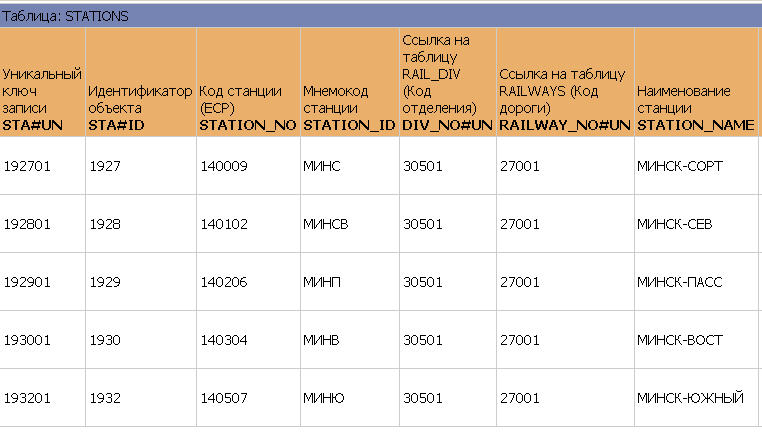 Таблица: STATIONS
Уникальный
ключ
записи
STA#UN
Идентификатор
объекта
STA#ID
Код станции
(ЕСР)
STATION_NO
Мнемокод
станции
STATION_ID
Ссылка на
таблицу
RAIL_DIV
(Код
отделения)
DIV_NO#UN
Ссылка на таблицу
RAILWAYS (Код
дороги)
RAILWAY_NO#UN
Наименование
станции
STATION_NAME
192701 1927 140009 МИНС 30501 27001 МИНСК-СОРТ
192801 1928 140102 МИНСВ 30501 27001 МИНСК-СЕВ
192901 1929 140206 МИНП 30501 27001 МИНСК-ПАСС
193001 1930 140304 МИНВ 30501 27001 МИНСК-ВОСТ
193201 1932 140507 МИНЮ 30501 27001 МИНСК-ЮЖНЫЙ